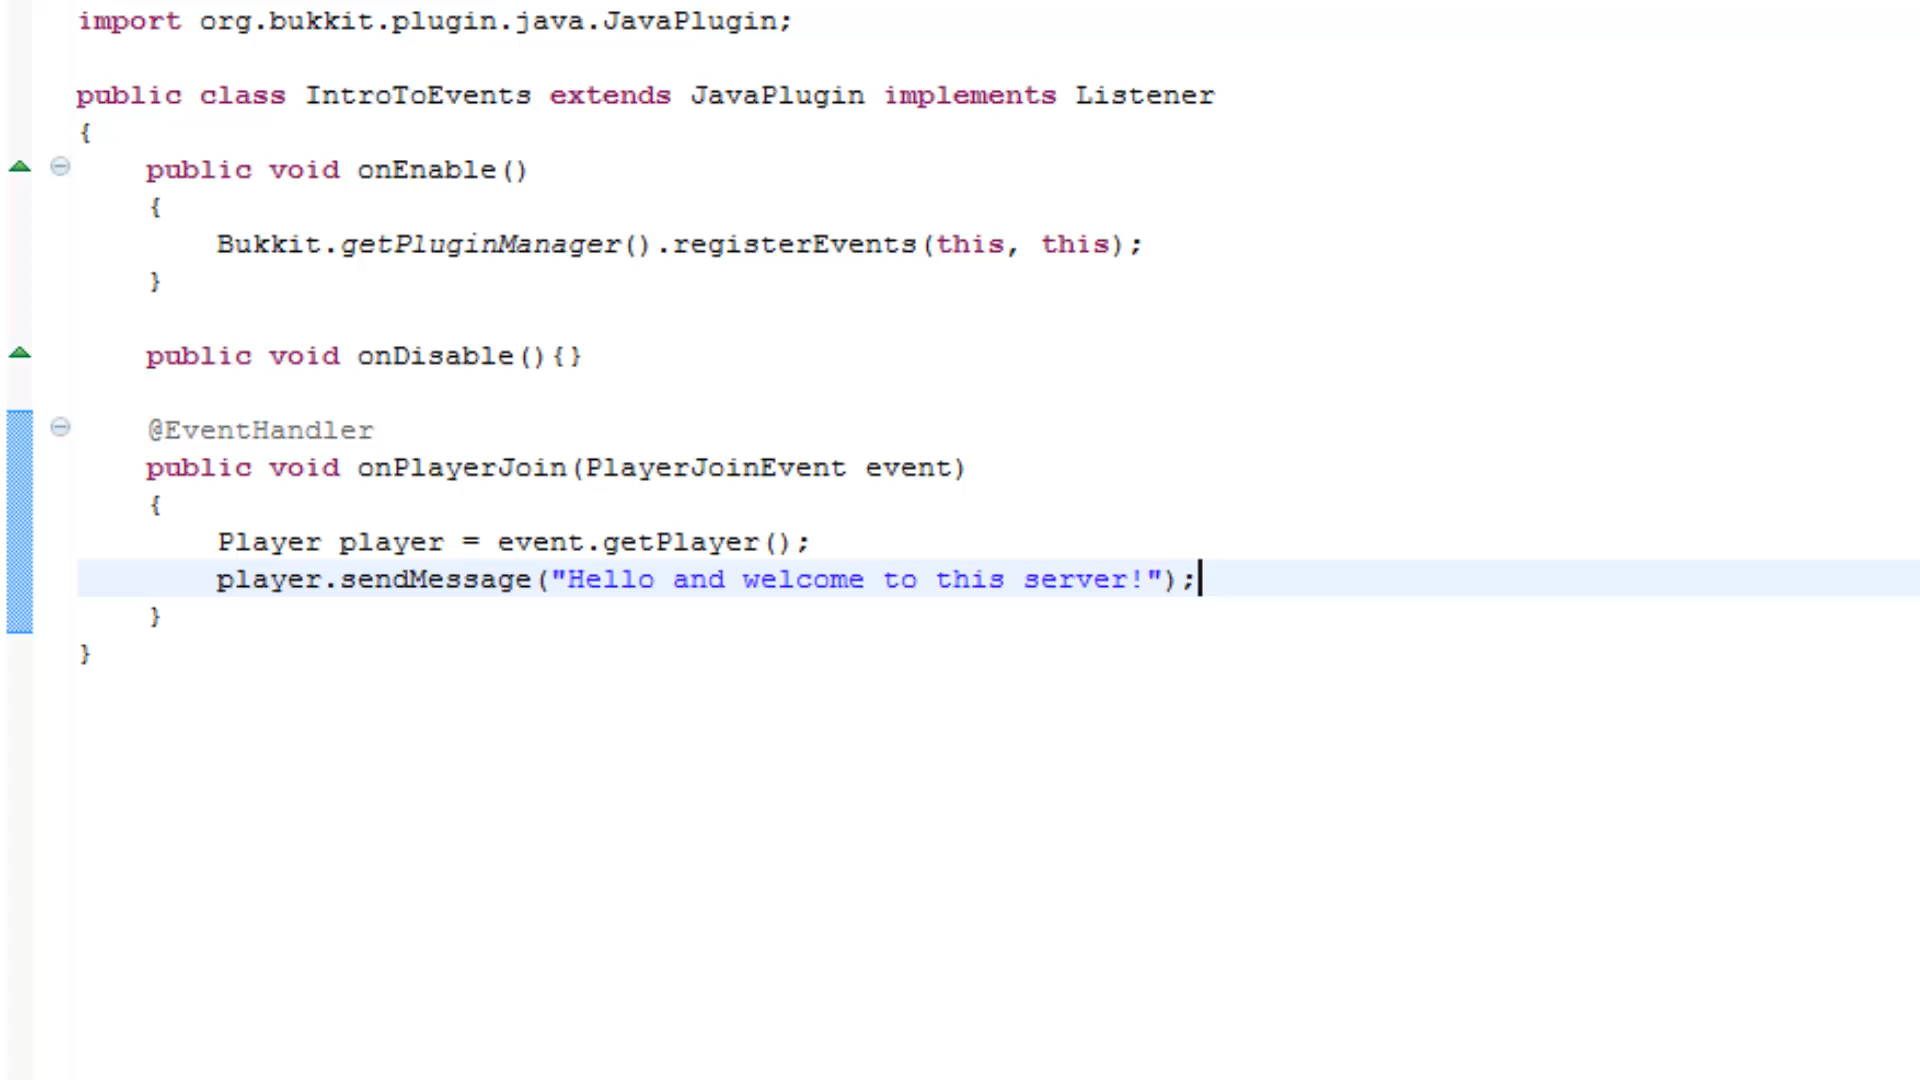 import org.bukkit.plugin.java.JavaPlugin;
public class IntroToEvents extends JavaPlugin implements Listener
{
public void onEnable()
{
Bukkit.getPluginManager().registerEvents(this, this);
}
public void onDisable(){}
@EventHandler
public void onPlayerJoin(PlayerJoinEvent event)
{
Player player = event.getPlayer();
player.sendMessage("Hello and welcome to this server!");
}
}